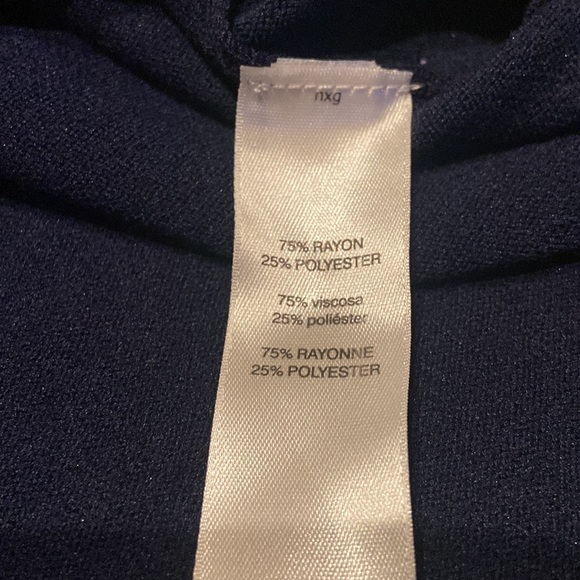 nxg
75% RAYON
25% POLYESTER
75% viscosa
25% poliéster
75% RAYONNE
25% POLYESTER